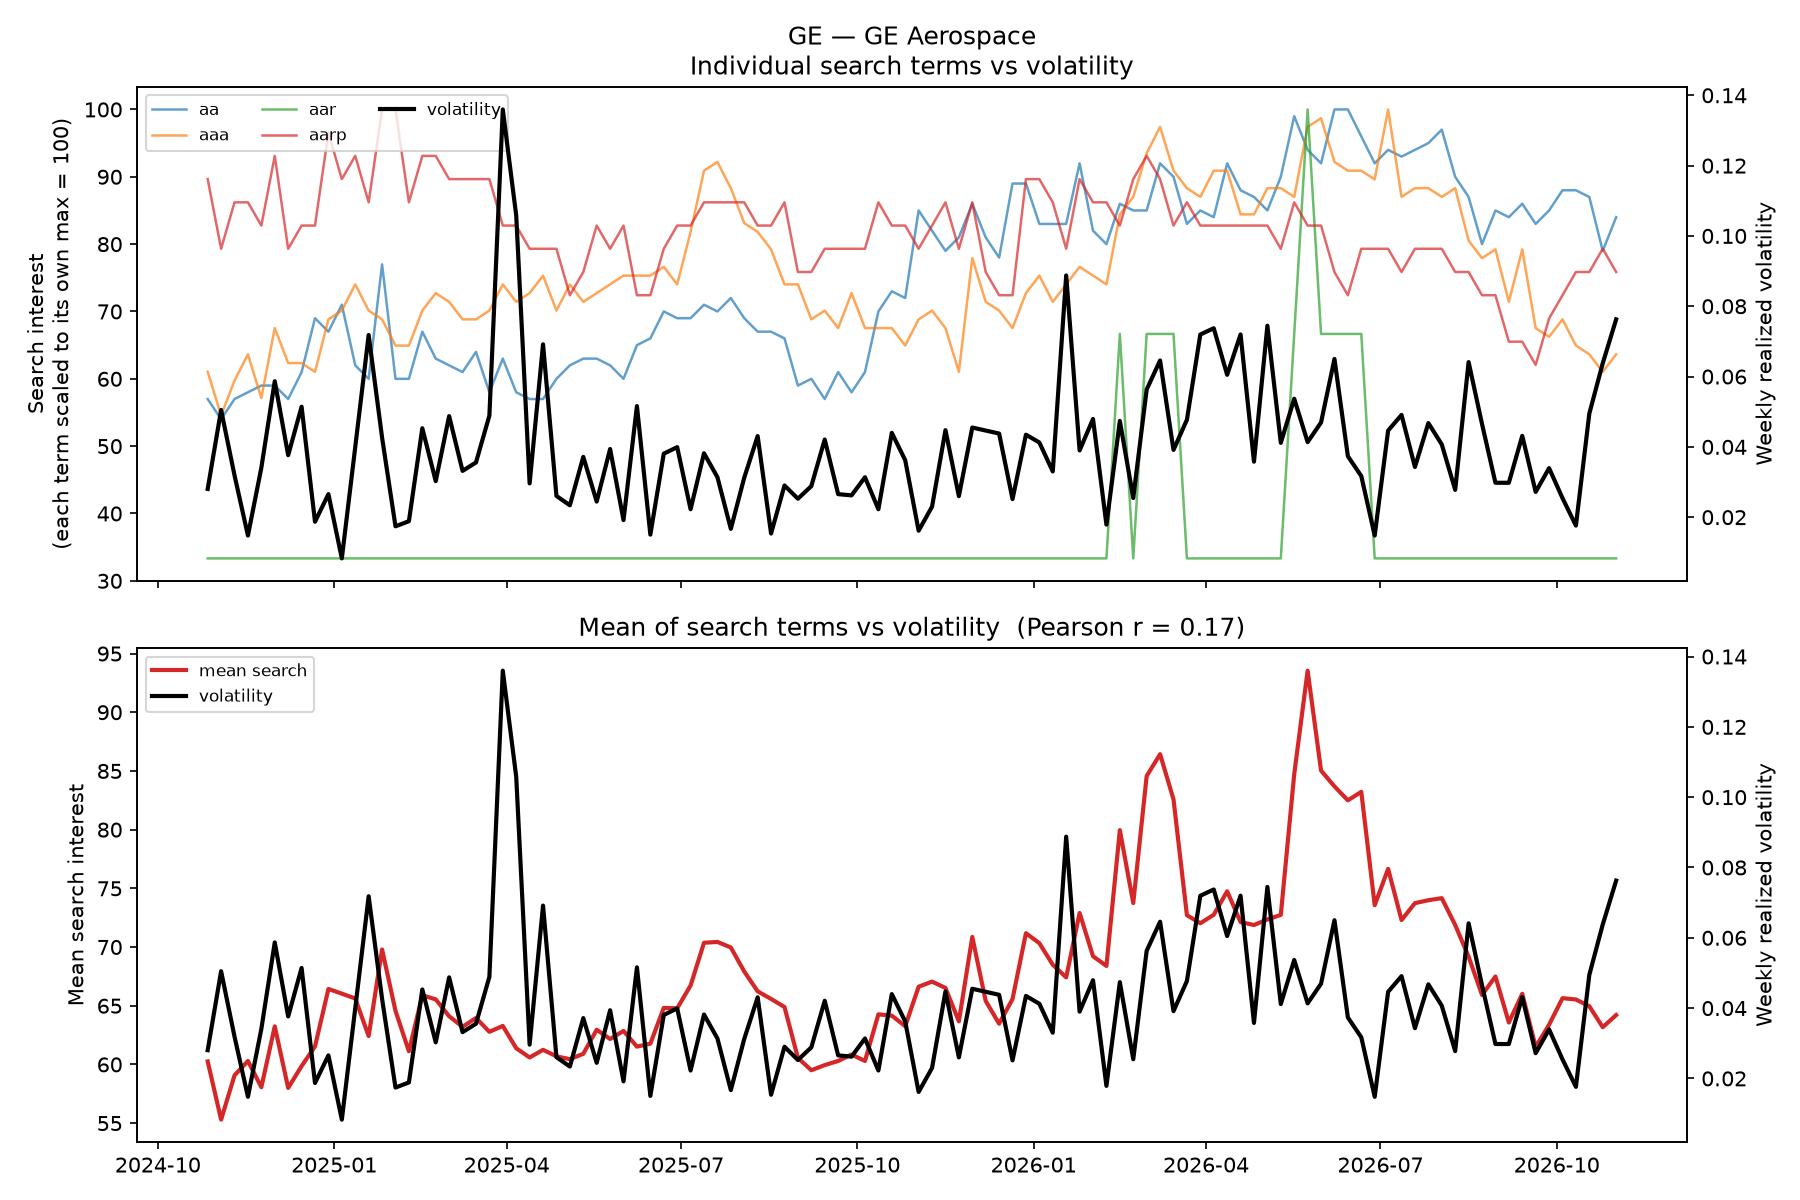 GE — GE Aerospace
Individual search terms vs volatility
aa
aaa
aar
aarp
volatility
Search interest
(each term scaled to its own max = 100)
100
90
80
70
60
50
40
30
0.14
0.12
0.10
0.08
0.06
0.04
0.02
Weekly realized volatility
Mean of search terms vs volatility (Pearson r = 0.17)
mean search
volatility
Mean search interest
95
90
85
80
75
70
65
60
55
0.14
0.12
0.10
0.08
0.06
0.04
0.02
Weekly realized volatility
2024-10
2025-01
2025-04
2025-07
2025-10
2026-01
2026-04
2026-07
2026-10